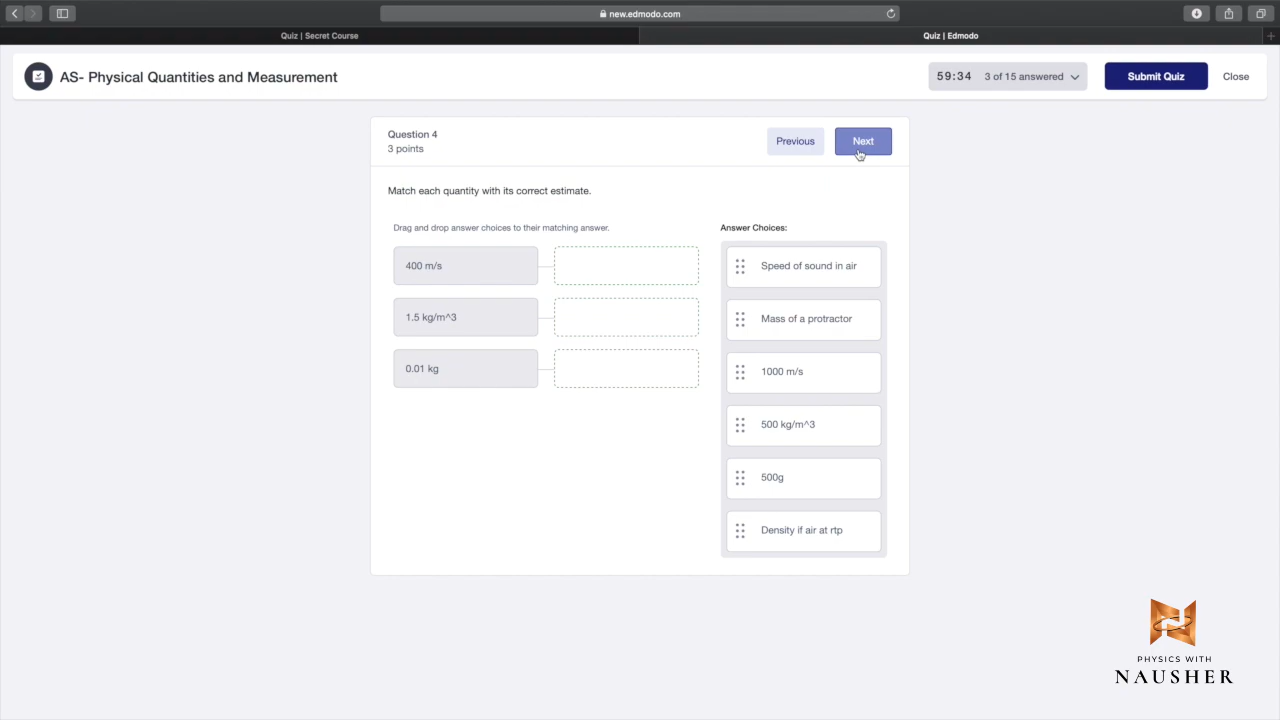 new.edmodo.com
Quiz | Secret Course
Quiz | Edmodo
AS- Physical Quantities and Measurement
59:34
3 of 15 answered
Submit Quiz
Close
Question 4
3 points
Previous
Next
Match each quantity with its correct estimate.
Drag and drop answer choices to their matching answer.
400 m/s
1.5 kg/m^3
0.01 kg
Answer Choices:
Speed of sound in air
Mass of a protractor
1000 m/s
500 kg/m^3
500g
Density if air at rtp
PHYSICS WITH
NAUSHER